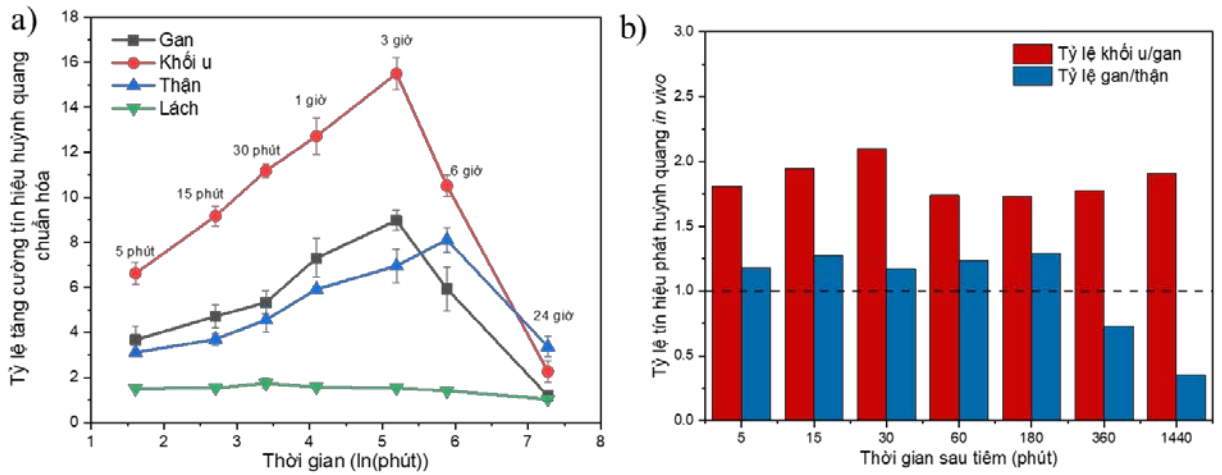 a)
Tỷ lệ tăng cường tín hiệu huỳnh quang
chuẩn hóa
18
16
14
12
10
8
6
4
2
0
Gan
Khối u
Thận
Lách
5 phút
15 phút
30 phút
1 giờ
3 giờ
6 giờ
24 giờ
1 2 3 4 5 6 7 8
Thời gian (ln(phút))
b)
Tỷ lệ tín hiệu phát huỳnh quang in vivo
3.0
2.5
2.0
1.5
1.0
0.5
0.0
Tỷ lệ khối u/gan
Tỷ lệ gan/thận
5 15 30 60 180 360 1440
Thời gian sau tiêm (phút)